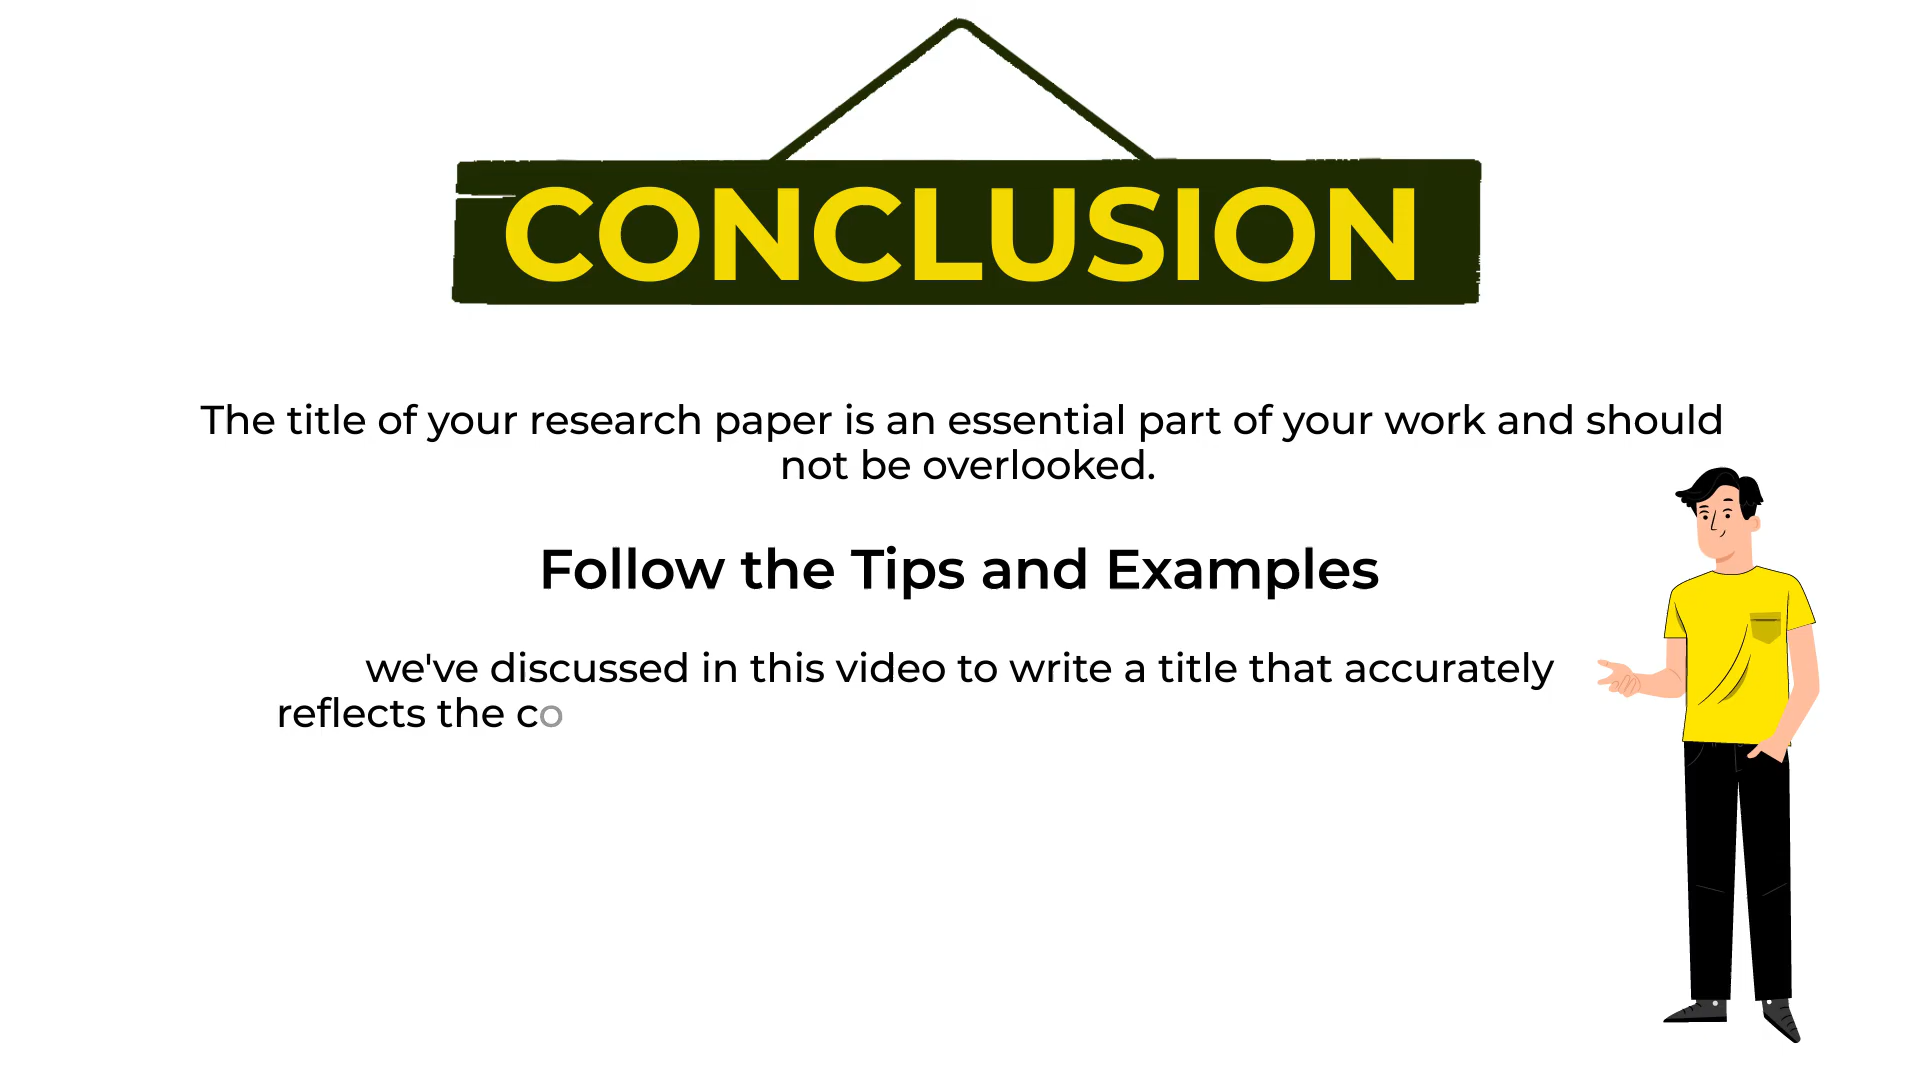 CONCLUSION
The title of your research paper is an essential part of your work and should
not be overlooked.
Follow the Tips and Examples
we've discussed in this video to write a title that accurately
reflects the co